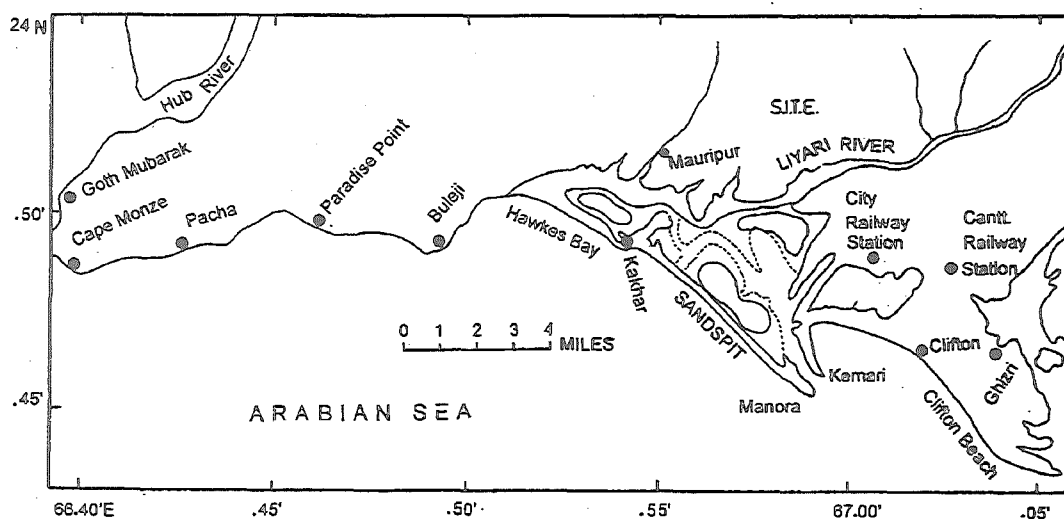 24 N
Hub River
S.I.T.E.
Mauripur
LIYARI RIVER
Goth Mubarak
Paradise Point
.50'
Cape Monze
Pacha
Buleji
Hawkes Bay
City
Railway
Station
Cantt.
Railway
Station
Kakhar
SANDSPIT
0 1 2 3 4
MILES
Clifton
Ghizri
Kemari
.45'
ARABIAN SEA
Manora
Clifton Beach
66.40'E .45' .50' .55' 67.00' .05'